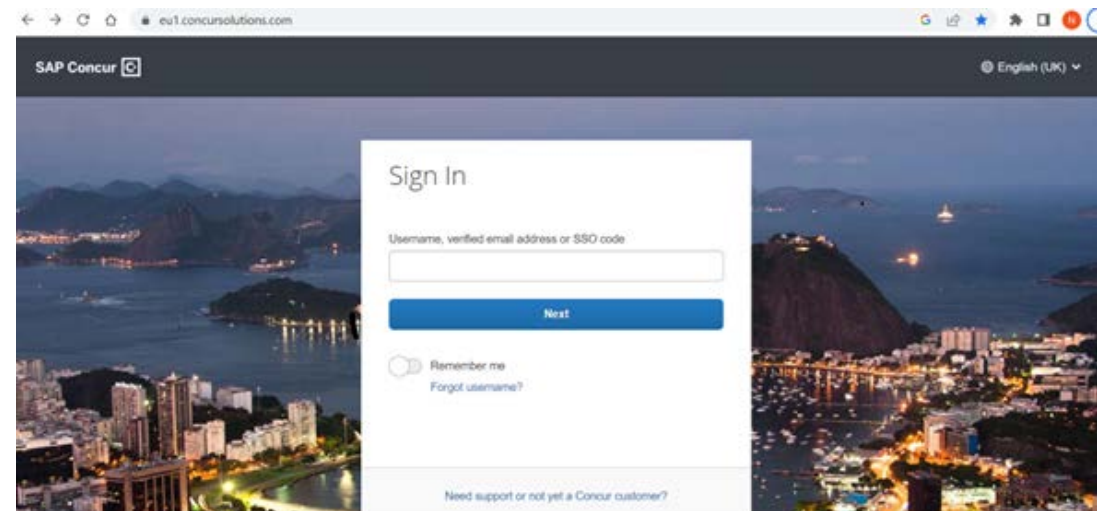 eu1.concursolutions.com
SAP Concur
English (UK)
Sign In
Username, verified email address or SSO code
Next
Remember me
Forgot username?
Need support or not yet a Concur customer?